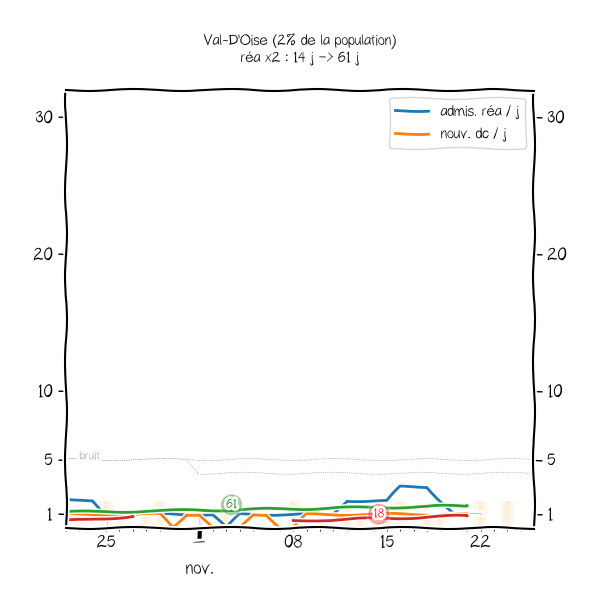 Val-D'Oise (2% de la population)
réa x2 : 14 j -> 61 j
admis. réa / j
nouv. dc / j
30 30
20 20
10 10
5 bruit 5
61
1 18 1
25 1 08 15 22
nov.